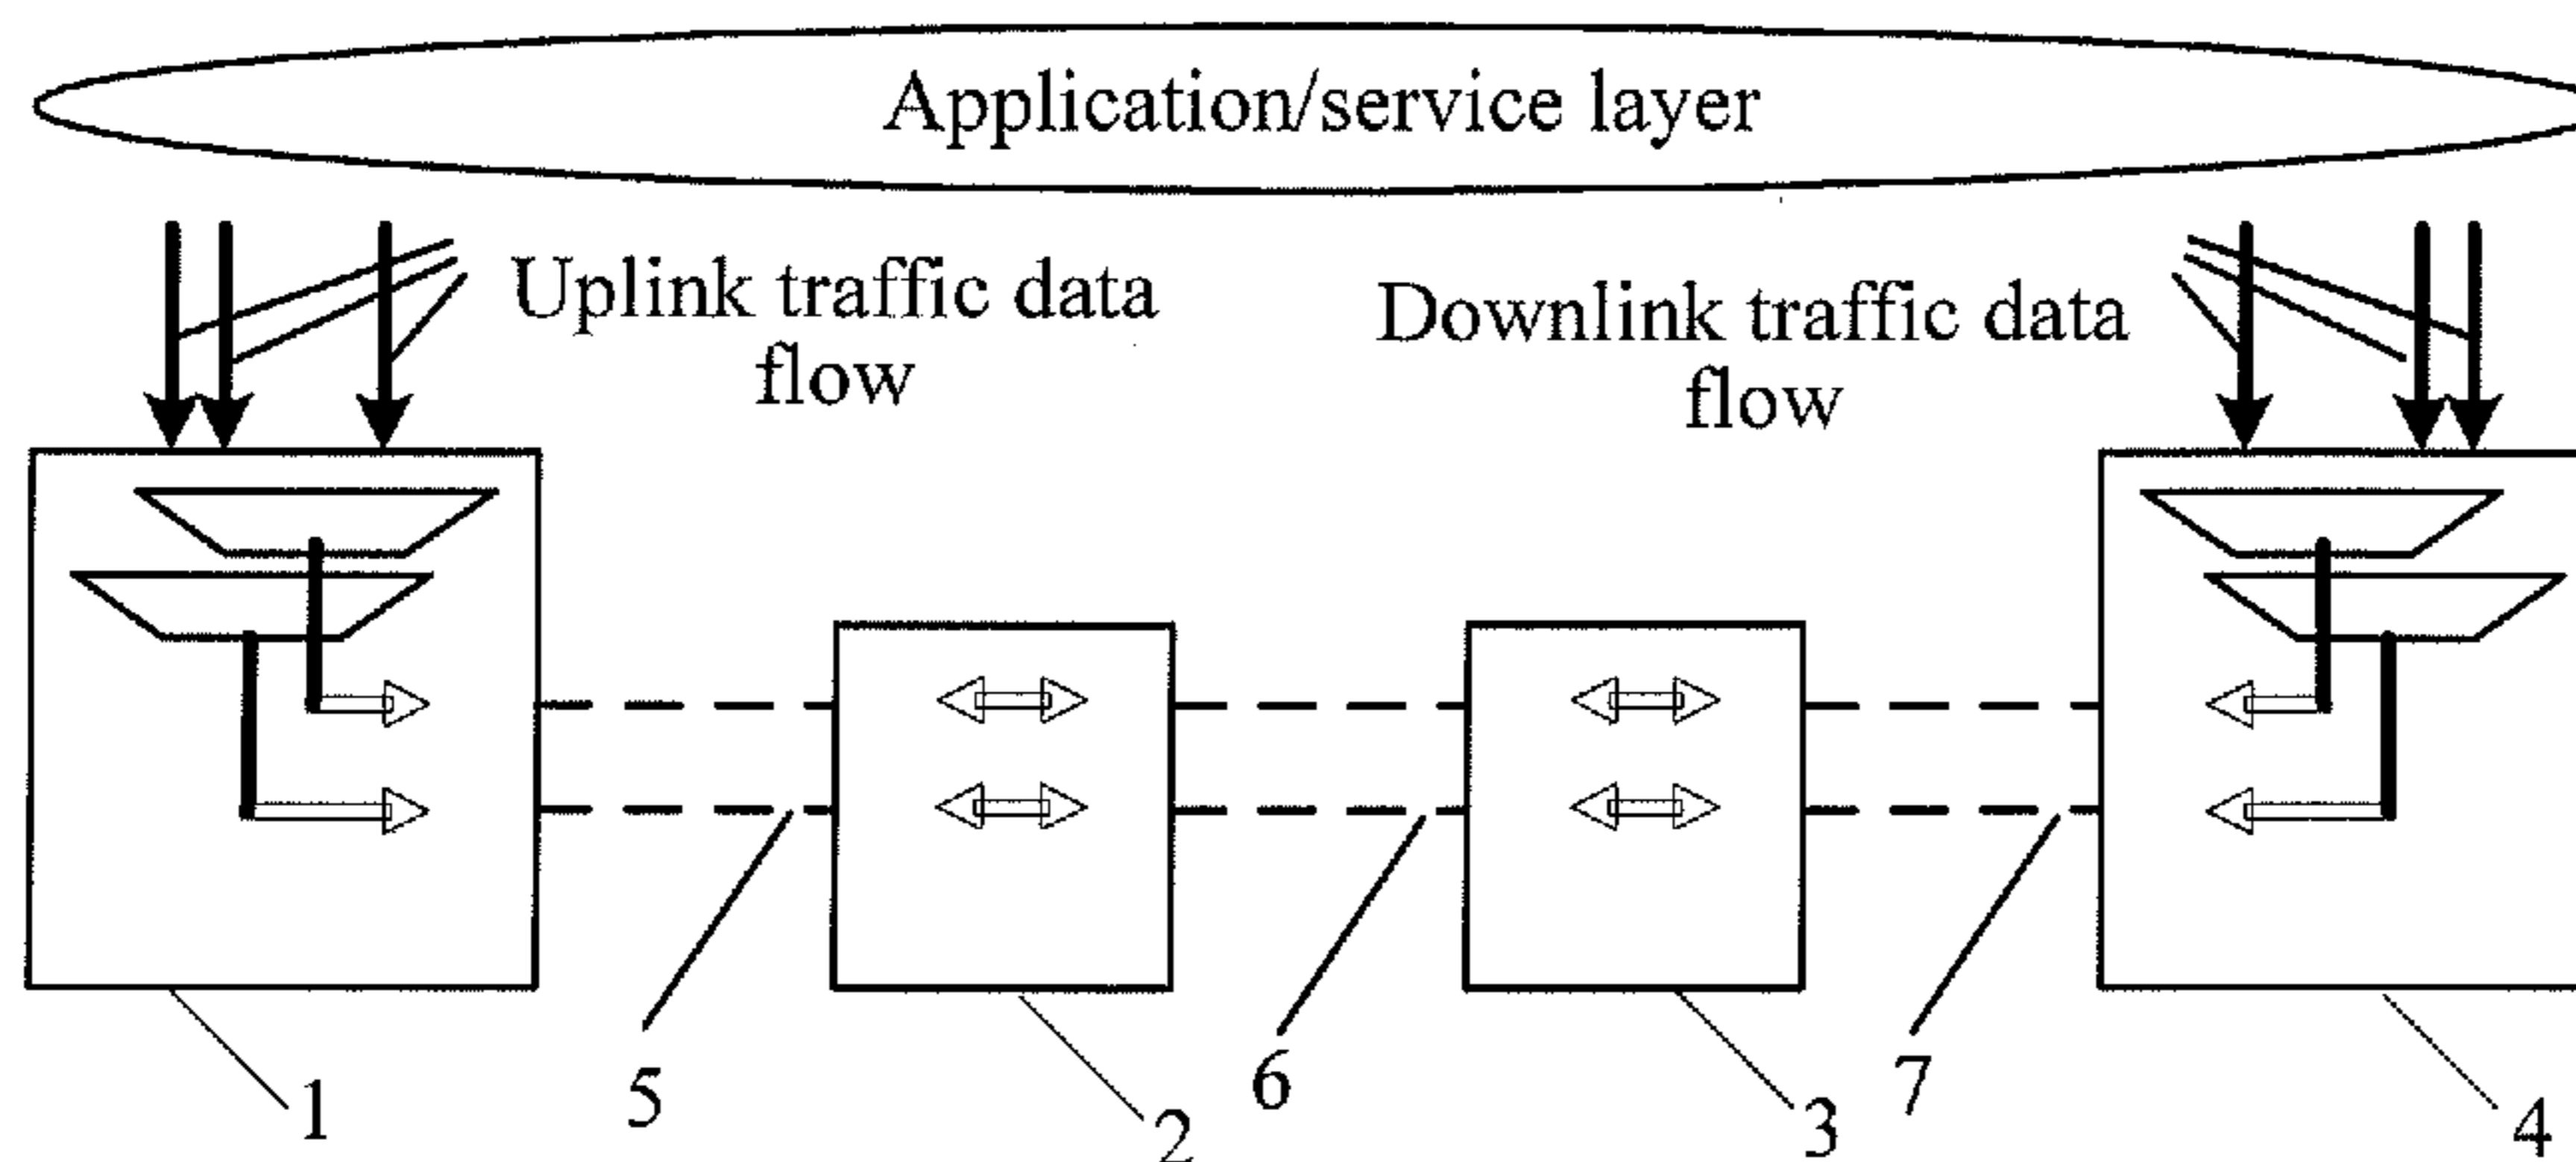 Application/service layer
Uplink traffic data
flow
Downlink traffic data
flow
1
5
2
6
3
7
4